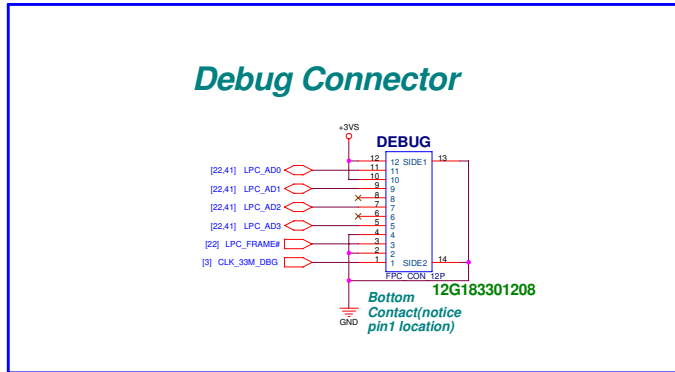 Debug Connector
+3VS
DEBUG
12 12 SIDE1 13
[22,41] LPC_AD0 11 11
10 10
[22,41] LPC_AD1 9 9
8 8
[22,41] LPC_AD2 7 7
6 6
[22,41] LPC_AD3 5 5
4 4
[22] LPC_FRAME# 3 3
2 2
[3] CLK_33M_DBG 1 1 SIDE2 14
FPC_CON_12P
12G183301208
GND
Bottom
Contact(notice
pin1 location)